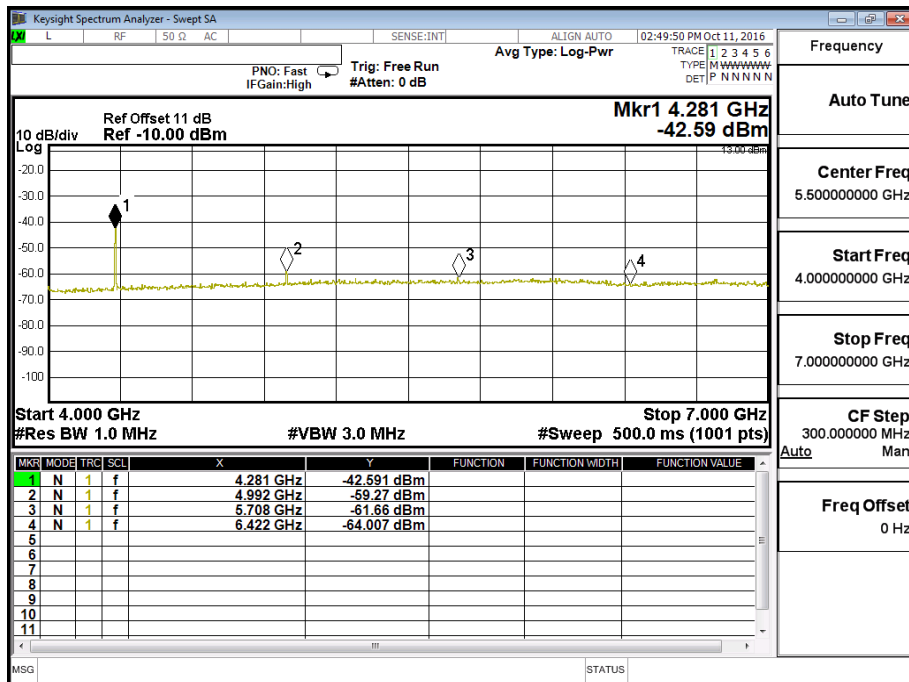 Keysight Spectrum Analyzer - Swept SA
LXI L RF 50 Ω AC SENSE:INT ALIGN AUTO 02:49:50 PM Oct 11, 2016
Avg Type: Log-Pwr TRACE 1 2 3 4 5 6
PNO: Fast Trig: Free Run TYPE M W W W W W
IFGain:High #Atten: 0 dB DET P N N N N N
Mkr1 4.281 GHz
-42.59 dBm
Ref Offset 11 dB
10 dB/div Ref -10.00 dBm
Log
-13.00 dBm
-20.0
-30.0
-40.0
-50.0
-60.0
-70.0
-80.0
-90.0
-100
1
2
3
4
Start 4.000 GHz Stop 7.000 GHz
#Res BW 1.0 MHz #VBW 3.0 MHz #Sweep 500.0 ms (1001 pts)
MKR MODE TRC SCL X Y FUNCTION FUNCTION WIDTH FUNCTION VALUE
1 N 1 f 4.281 GHz -42.591 dBm
2 N 1 f 4.992 GHz -59.27 dBm
3 N 1 f 5.708 GHz -61.66 dBm
4 N 1 f 6.422 GHz -64.007 dBm
5
6
7
8
9
10
11
MSG STATUS
Frequency
Auto Tune
Center Freq
5.500000000 GHz
Start Freq
4.000000000 GHz
Stop Freq
7.000000000 GHz
CF Step
300.000000 MHz
Auto Man
Freq Offset
0 Hz